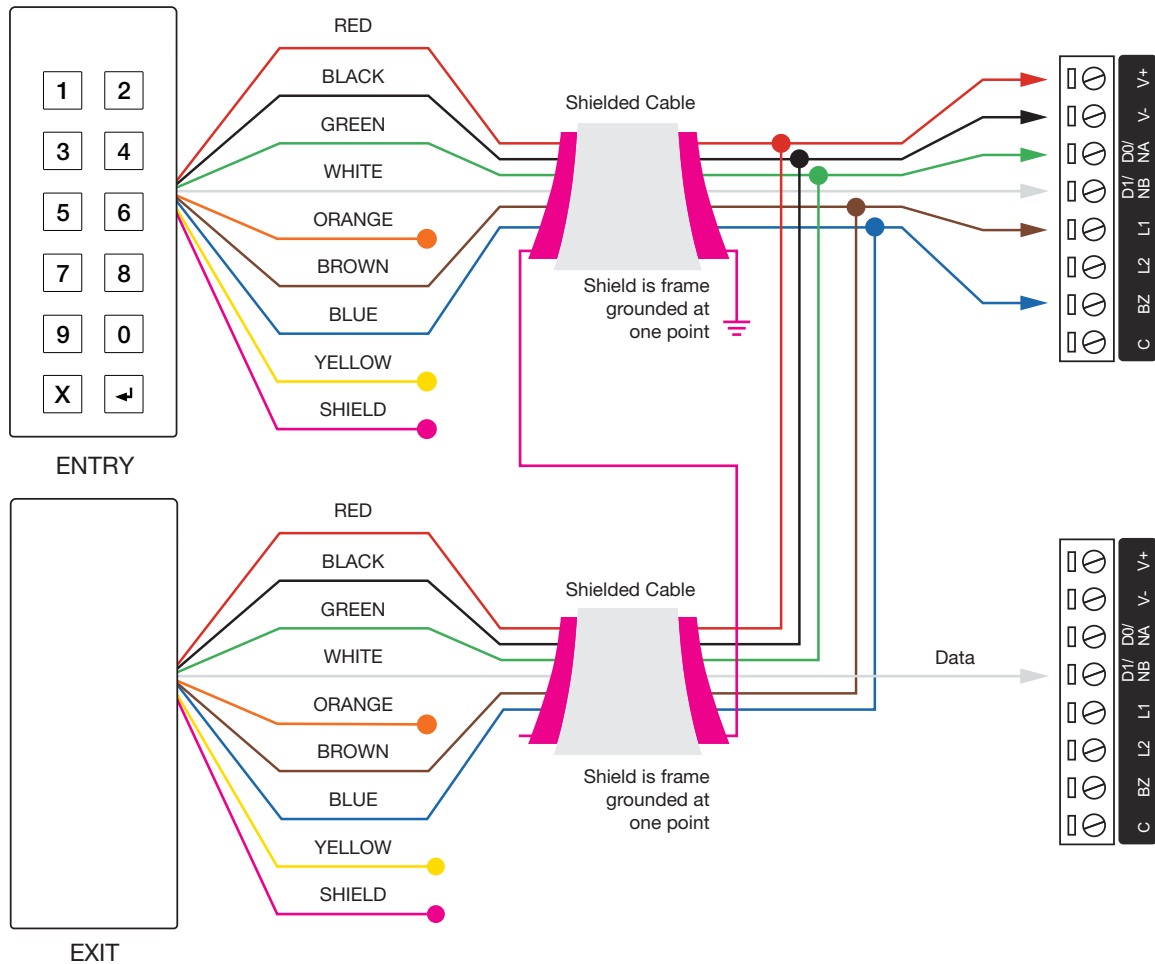 RED
BLACK
GREEN
WHITE
ORANGE
BROWN
BLUE
YELLOW
SHIELD
1 2
3 4
5 6
7 8
9 0
X
ENTRY
Shielded Cable
Shield is frame
grounded at
one point
V+
V-
D0/
NA
D1/
NB
L1
L2
BZ
C
RED
BLACK
GREEN
WHITE
ORANGE
BROWN
BLUE
YELLOW
SHIELD
EXIT
Shielded Cable
Shield is frame
grounded at
one point
Data
V+
V-
D0/
NA
D1/
NB
L1
L2
BZ
C